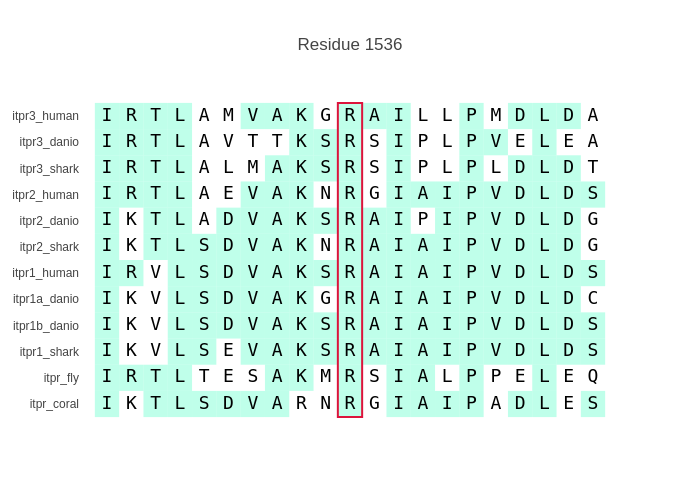 Residue 1536
itpr3_human I R T L A M V A K G R A I L L P M D L D A
itpr3_danio I R T L A V T T K S R S I P L P V E L E A
itpr3_shark I R T L A L M A K S R S I P L P L D L D T
itpr2_human I R T L A E V A K N R G I A I P V D L D S
itpr2_danio I K T L A D V A K S R A I P I P V D L D G
itpr2_shark I K T L S D V A K N R A I A I P V D L D G
itpr1_human I R V L S D V A K S R A I A I P V D L D S
itpr1a_danio I K V L S D V A K G R A I A I P V D L D C
itpr1b_danio I K V L S D V A K S R A I A I P V D L D S
itpr1_shark I K V L S E V A K S R A I A I P V D L D S
itpr_fly I R T L T E S A K M R S I A L P P E L E Q
itpr_coral I K T L S D V A R N R G I A I P A D L E S